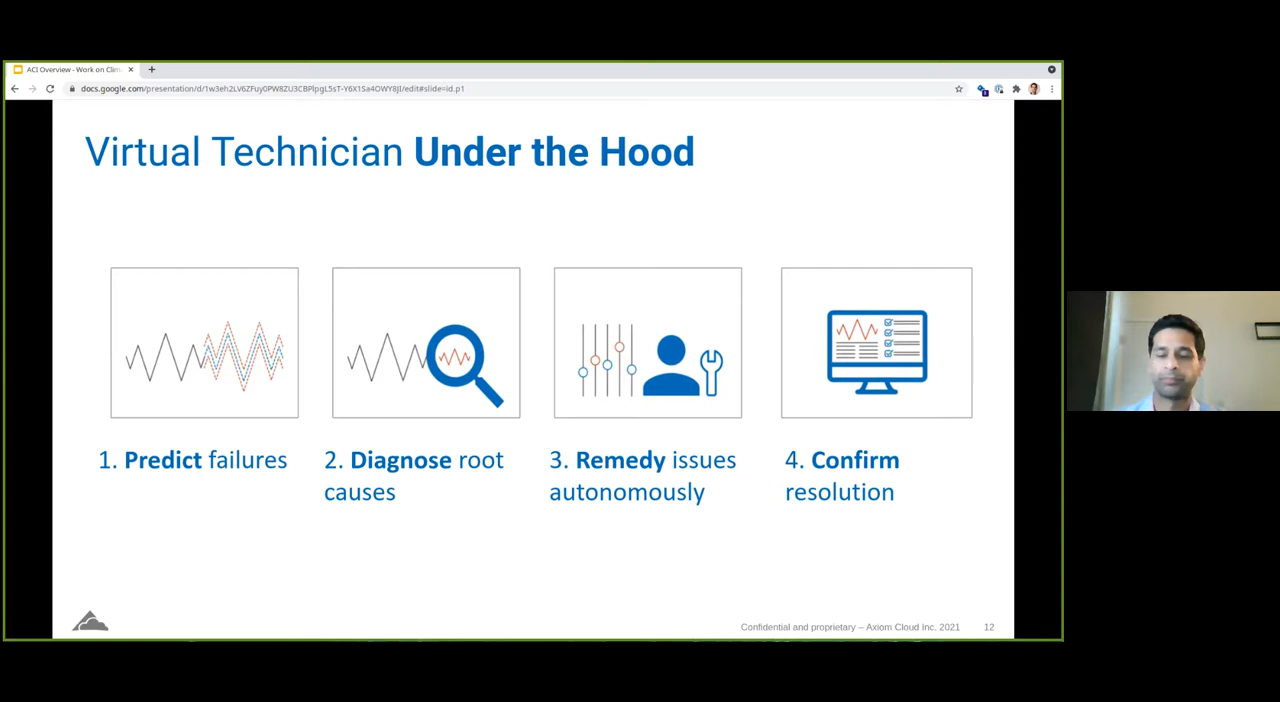 ACI Overview - Work on Clim
docs.google.com/presentation/d/1w3eh2LV6ZFuy0PW8ZU3CBPlpgL5sT-Y6X1Sa4OWY8JI/edit#slide=id.p1
Virtual Technician Under the Hood
1. Predict failures
2. Diagnose root
causes
3. Remedy issues
autonomously
4. Confirm
resolution
Confidential and proprietary – Axiom Cloud Inc. 2021
12